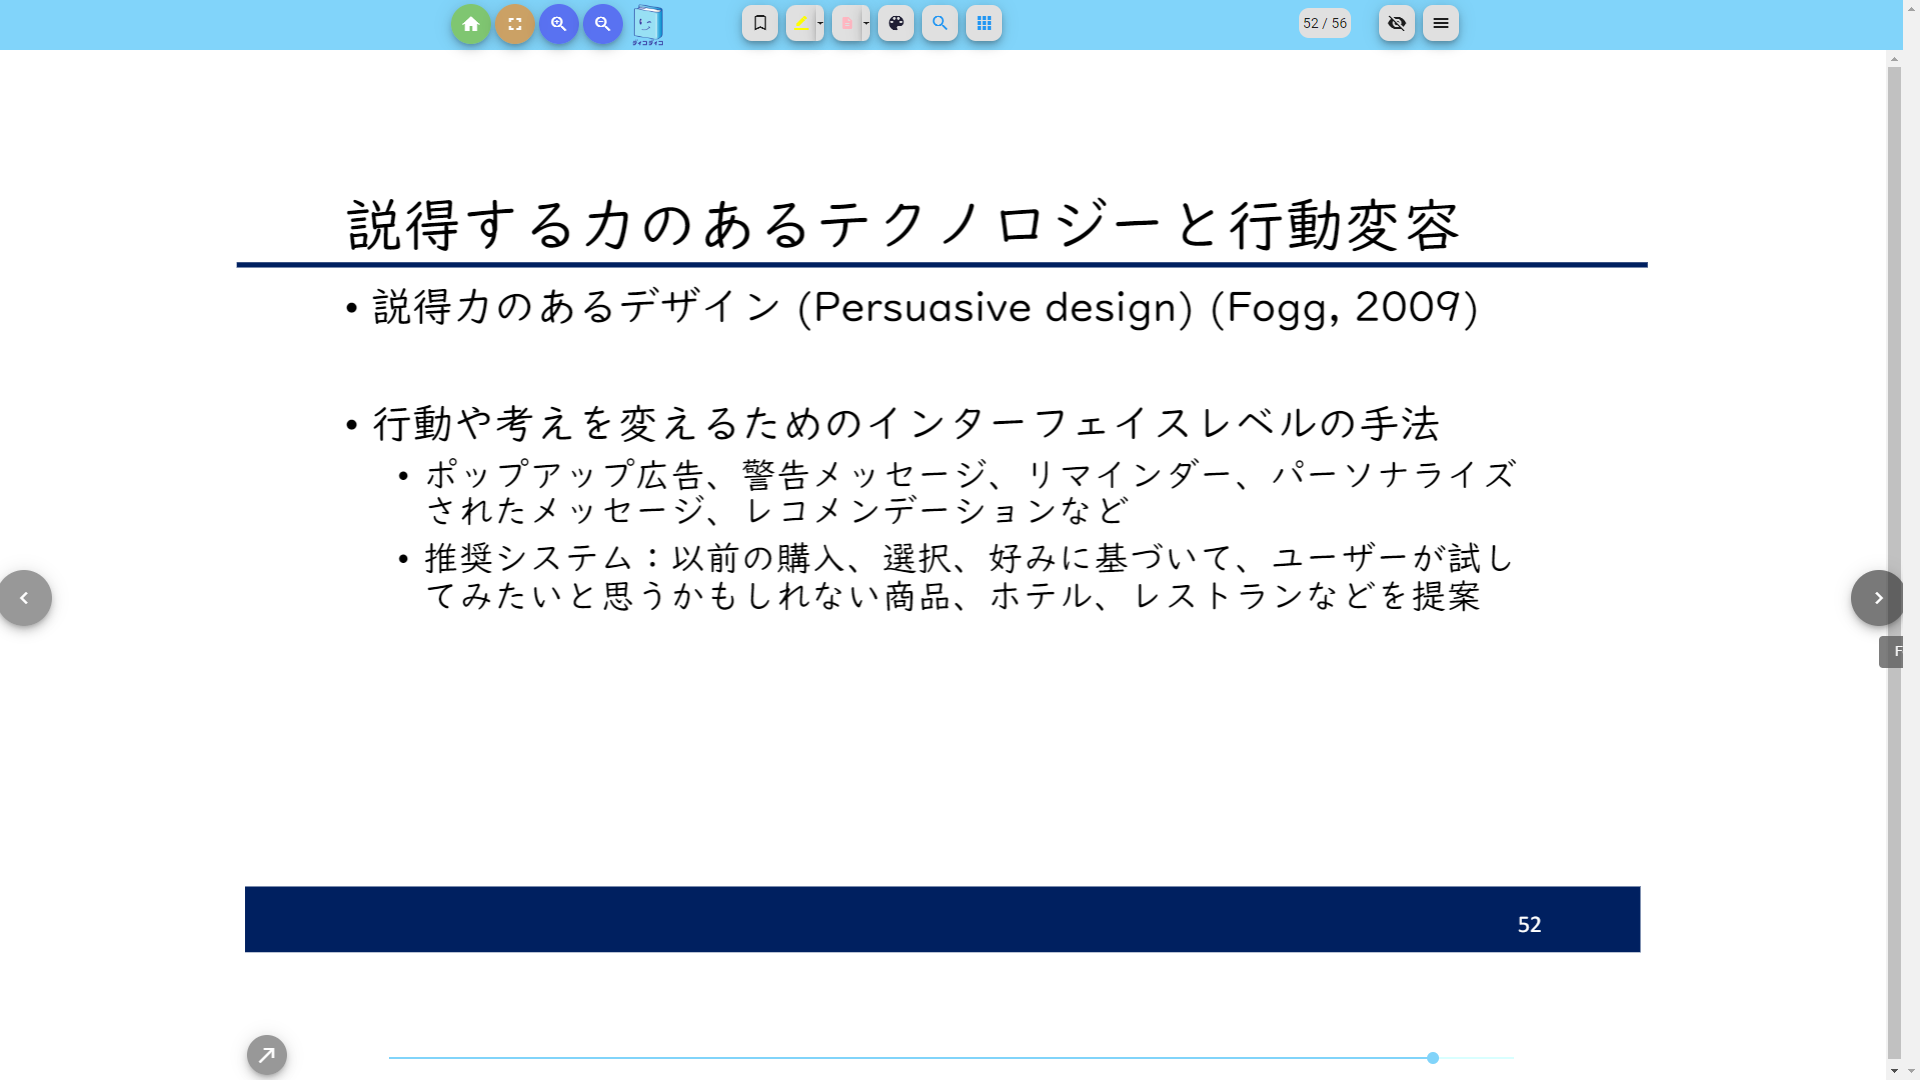 ダィコダィコ
52 / 56
説得する力のあるテクノロジーと行動変容
• 説得力のあるデザイン (Persuasive design) (Fogg, 2009)
• 行動や考えを変えるためのインターフェイスレベルの手法
• ポップアップ広告、警告メッセージ、リマインダー、パーソナライズ
されたメッセージ、レコメンデーションなど
• 推奨システム：以前の購入、選択、好みに基づいて、ユーザーが試し
てみたいと思うかもしれない商品、ホテル、レストランなどを提案
F
52